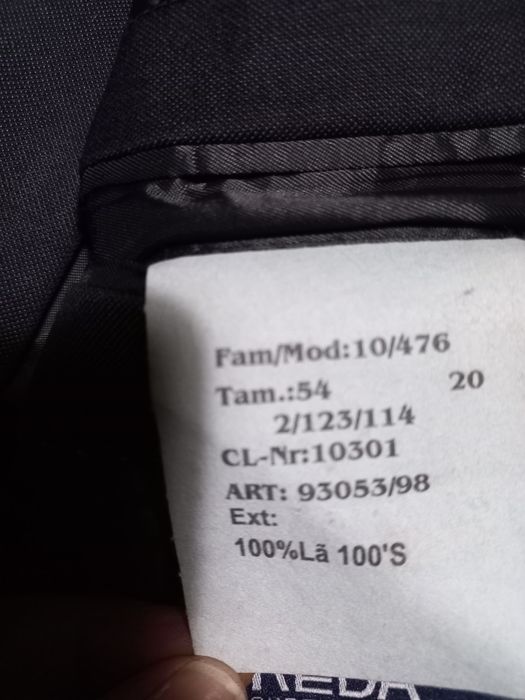 Fam/Mod:10/476
Tam.:54 20
2/123/114
CL-Nr:10301
ART: 93053/98
Ext:
100%Lã 100'S
REDA